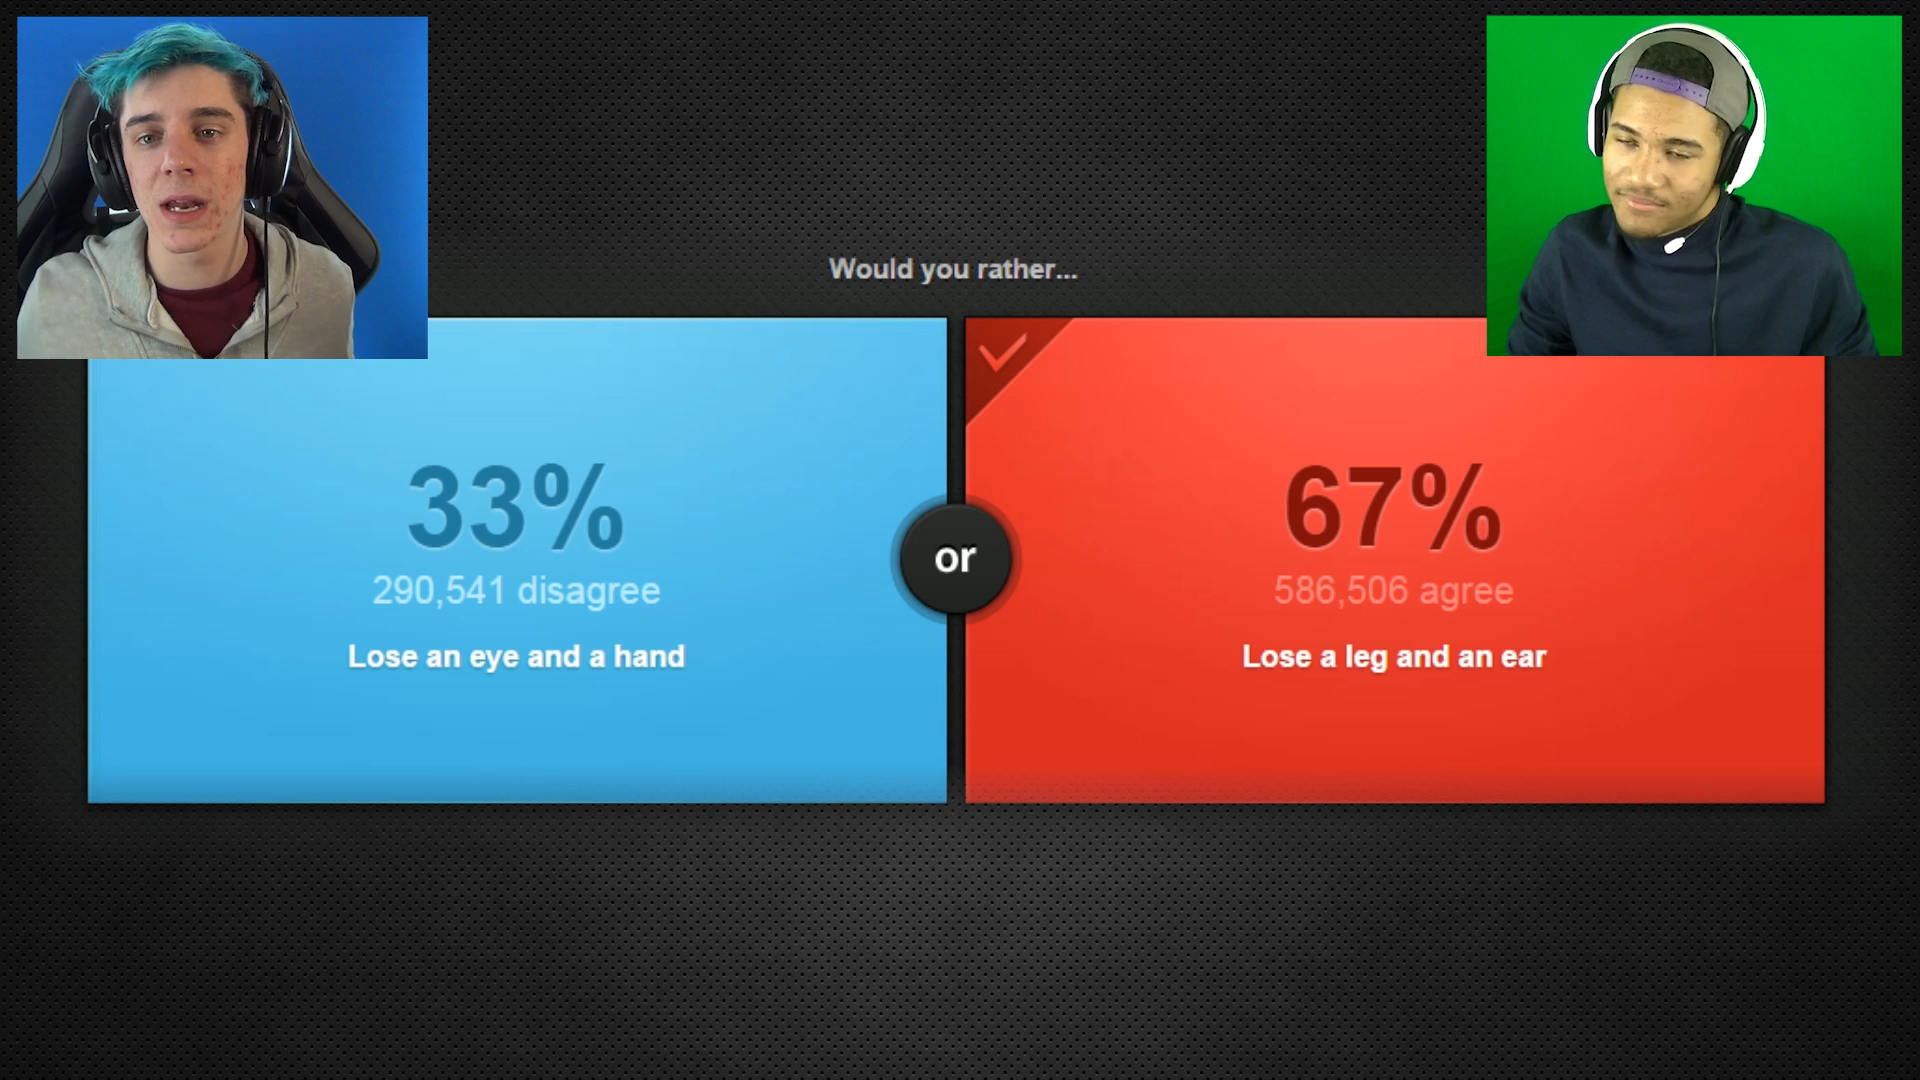 Would you rather...
33%
290,541 disagree
Lose an eye and a hand
or
67%
586,506 agree
Lose a leg and an ear